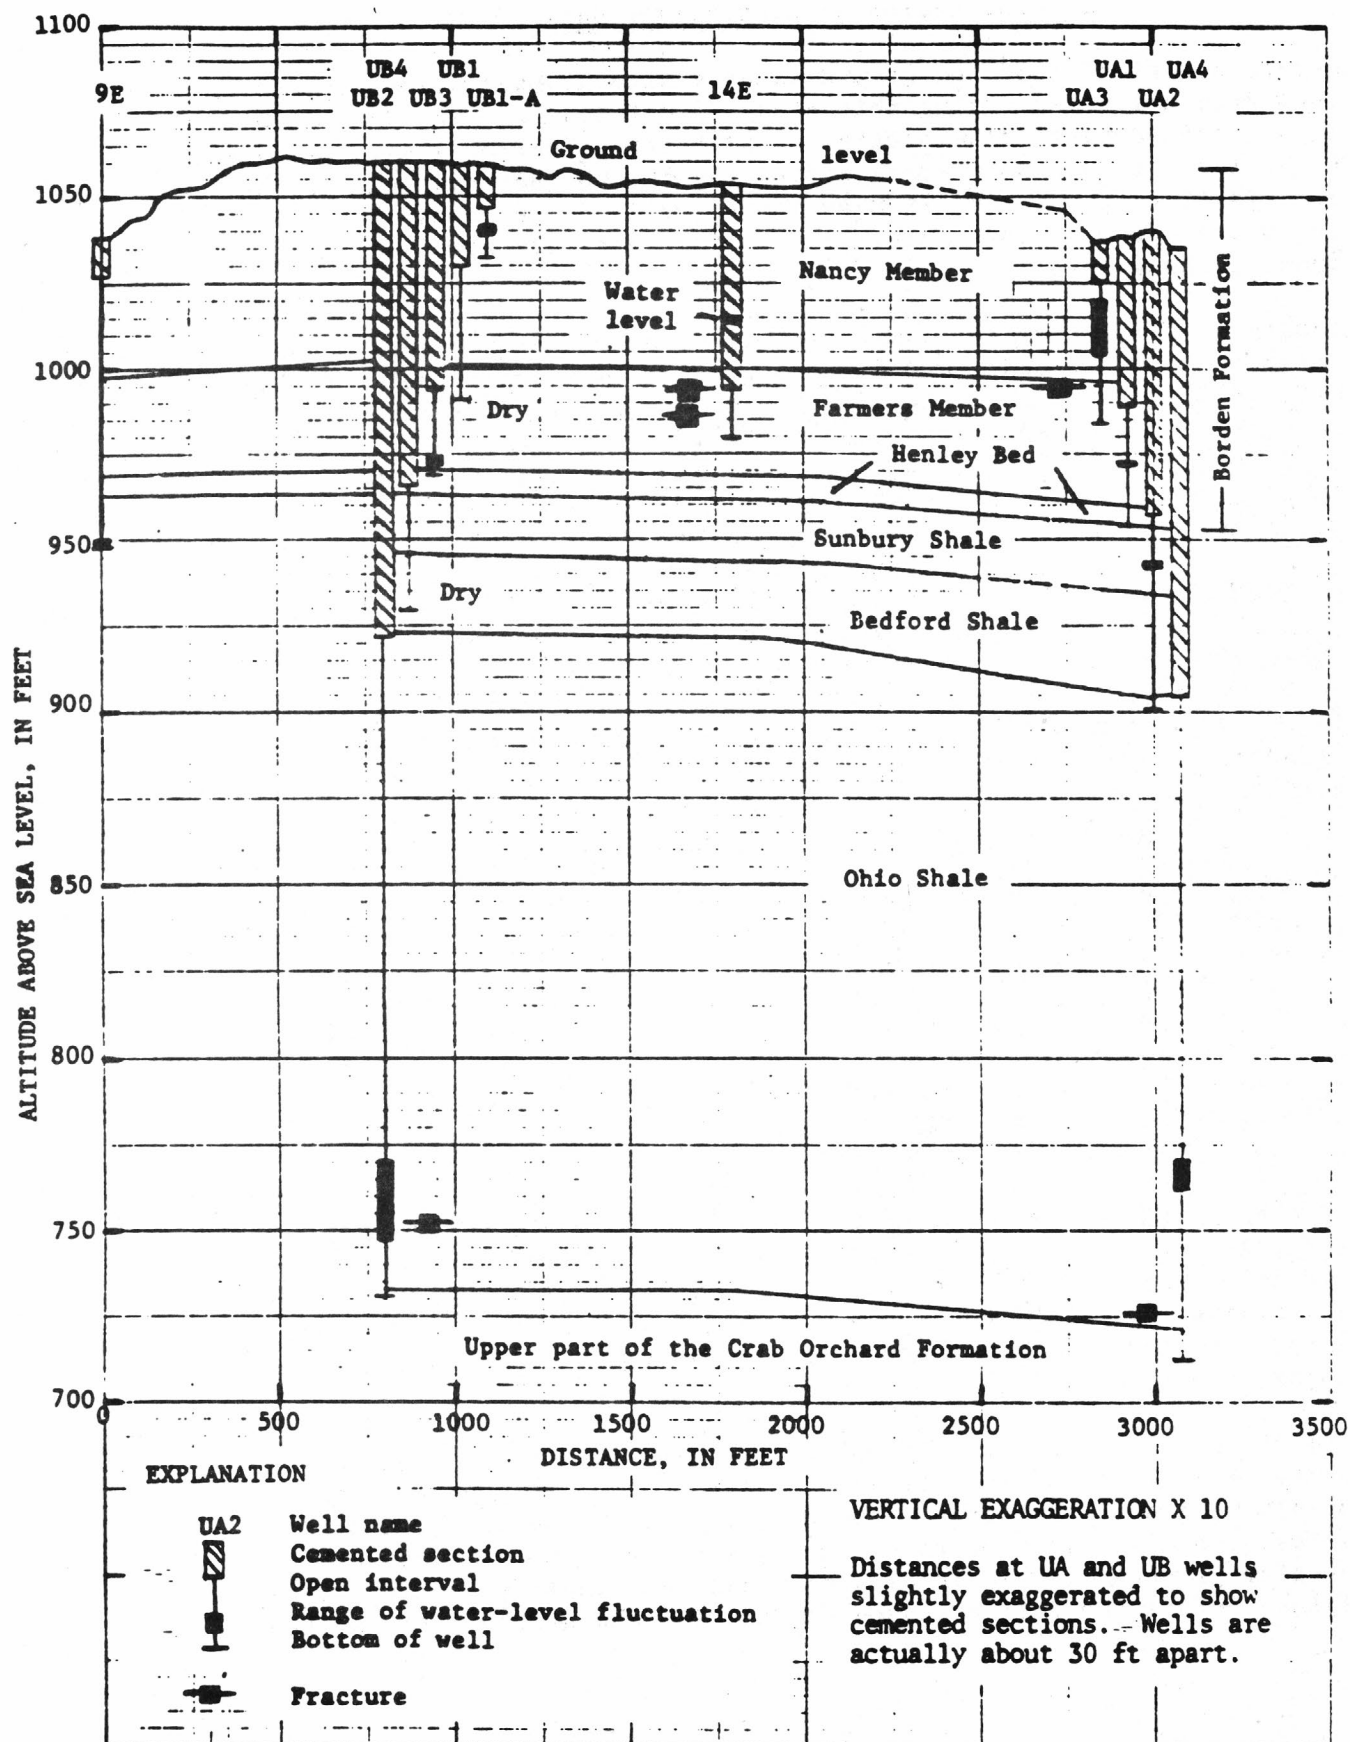 1100
UB4 UB1 UA1 UA4
9E UB2 UB3 UB1-A 14E UA3 UA2
Ground level
1050
Nancy Member
Water
level
Borden Formation
1000
Dry
Farmers Member
Henley Bed
950
Sunbury Shale
Dry
Bedford Shale
900
ALTITUDE ABOVE SEA LEVEL, IN FEET
850
Ohio Shale
800
750
Upper part of the Crab Orchard Formation
700
0 500 1000 1500 2000 2500 3000 3500
DISTANCE, IN FEET
EXPLANATION
UA2 Well name
Cemented section
Open interval
Range of water-level fluctuation
Bottom of well
Fracture
VERTICAL EXAGGERATION X 10
Distances at UA and UB wells
slightly exaggerated to show
cemented sections. Wells are
actually about 30 ft apart.